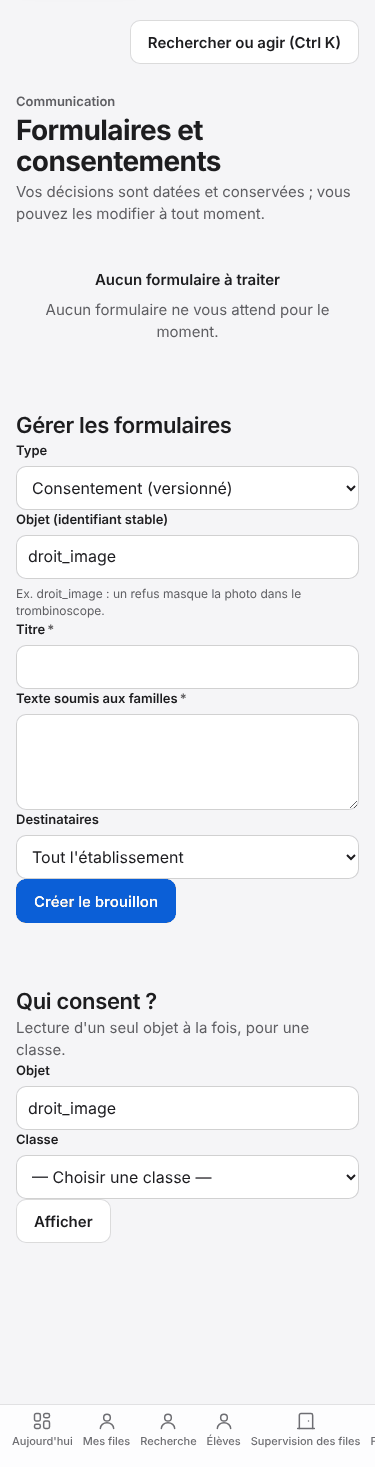 Rechercher ou agir (Ctrl K)
Communication
Formulaires et
consentements
Vos décisions sont datées et conservées ; vous
pouvez les modifier à tout moment.
Aucun formulaire à traiter
Aucun formulaire ne vous attend pour le
moment.
Gérer les formulaires
Type
Consentement (versionné)
Objet (identifiant stable)
droit_image
Ex. droit_image : un refus masque la photo dans le
trombinoscope.
Titre *
Texte soumis aux familles *
Destinataires
Tout l'établissement
Créer le brouillon
Qui consent ?
Lecture d'un seul objet à la fois, pour une
classe.
Objet
droit_image
Classe
— Choisir une classe —
Afficher
Aujourd'hui Mes files Recherche Élèves Supervision des files